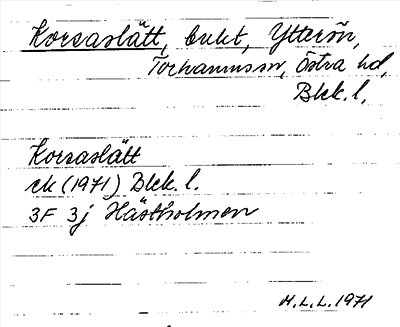 Korsaslätt, bukt, Ytterön,
Torhamns sn, Östra hd,
Blek. l.
Korsaslätt
ek (1971) Blek. l.
3F 3j Hästholmen
H.L.L. 1971